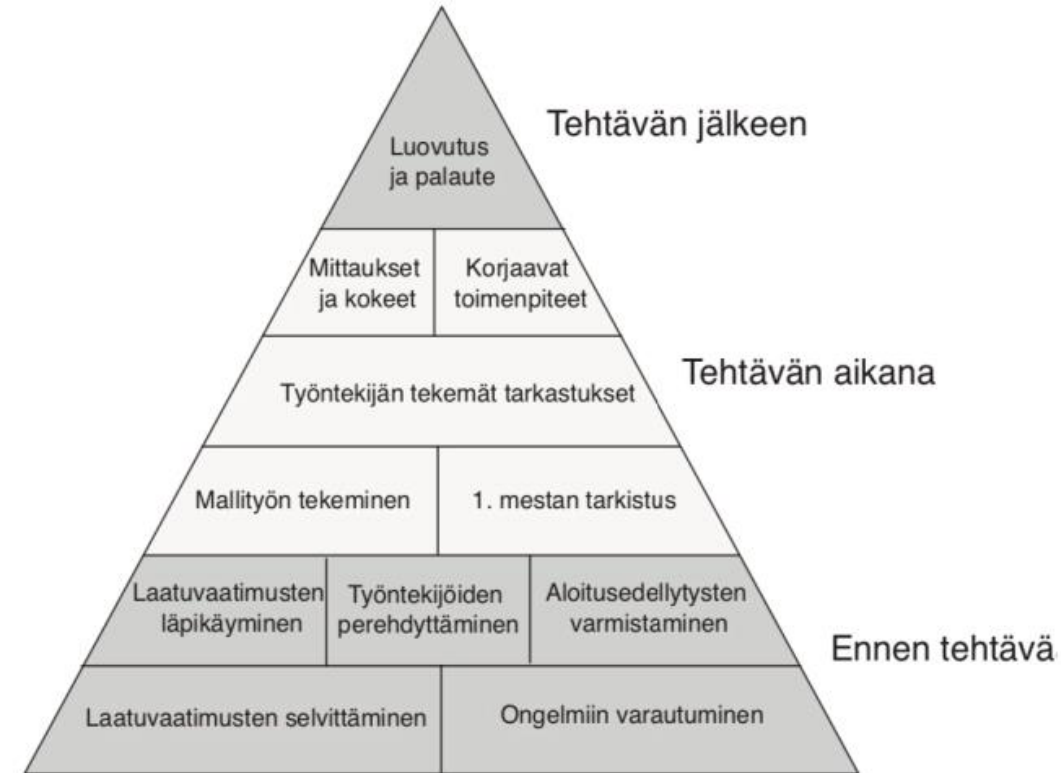 Luovutus
ja palaute
Tehtävän jälkeen
Mittaukset
ja kokeet
Korjaavat
toimenpiteet
Työntekijän tekemät tarkastukset
Tehtävän aikana
Mallityön tekeminen
1. mestan tarkistus
Laatuvaatimusten
läpikäyminen
Työntekijöiden
perehdyttäminen
Aloitusedellytysten
varmistaminen
Ennen tehtävä
Laatuvaatimusten selvittäminen
Ongelmiin varautuminen